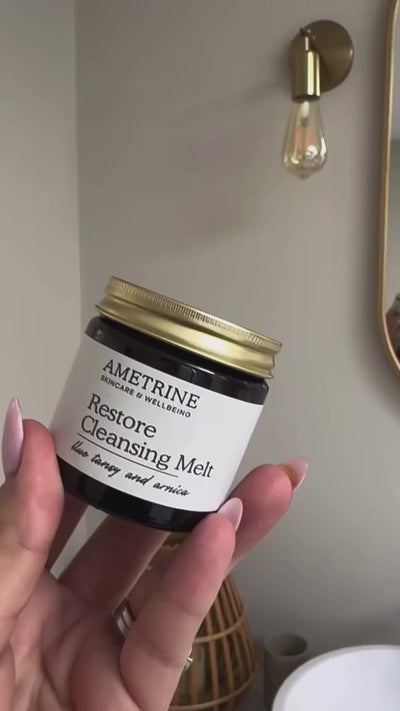 AMETRINE
SKINCARE & WELLBEING
Restore
Cleansing Melt
blue tansy and arnica